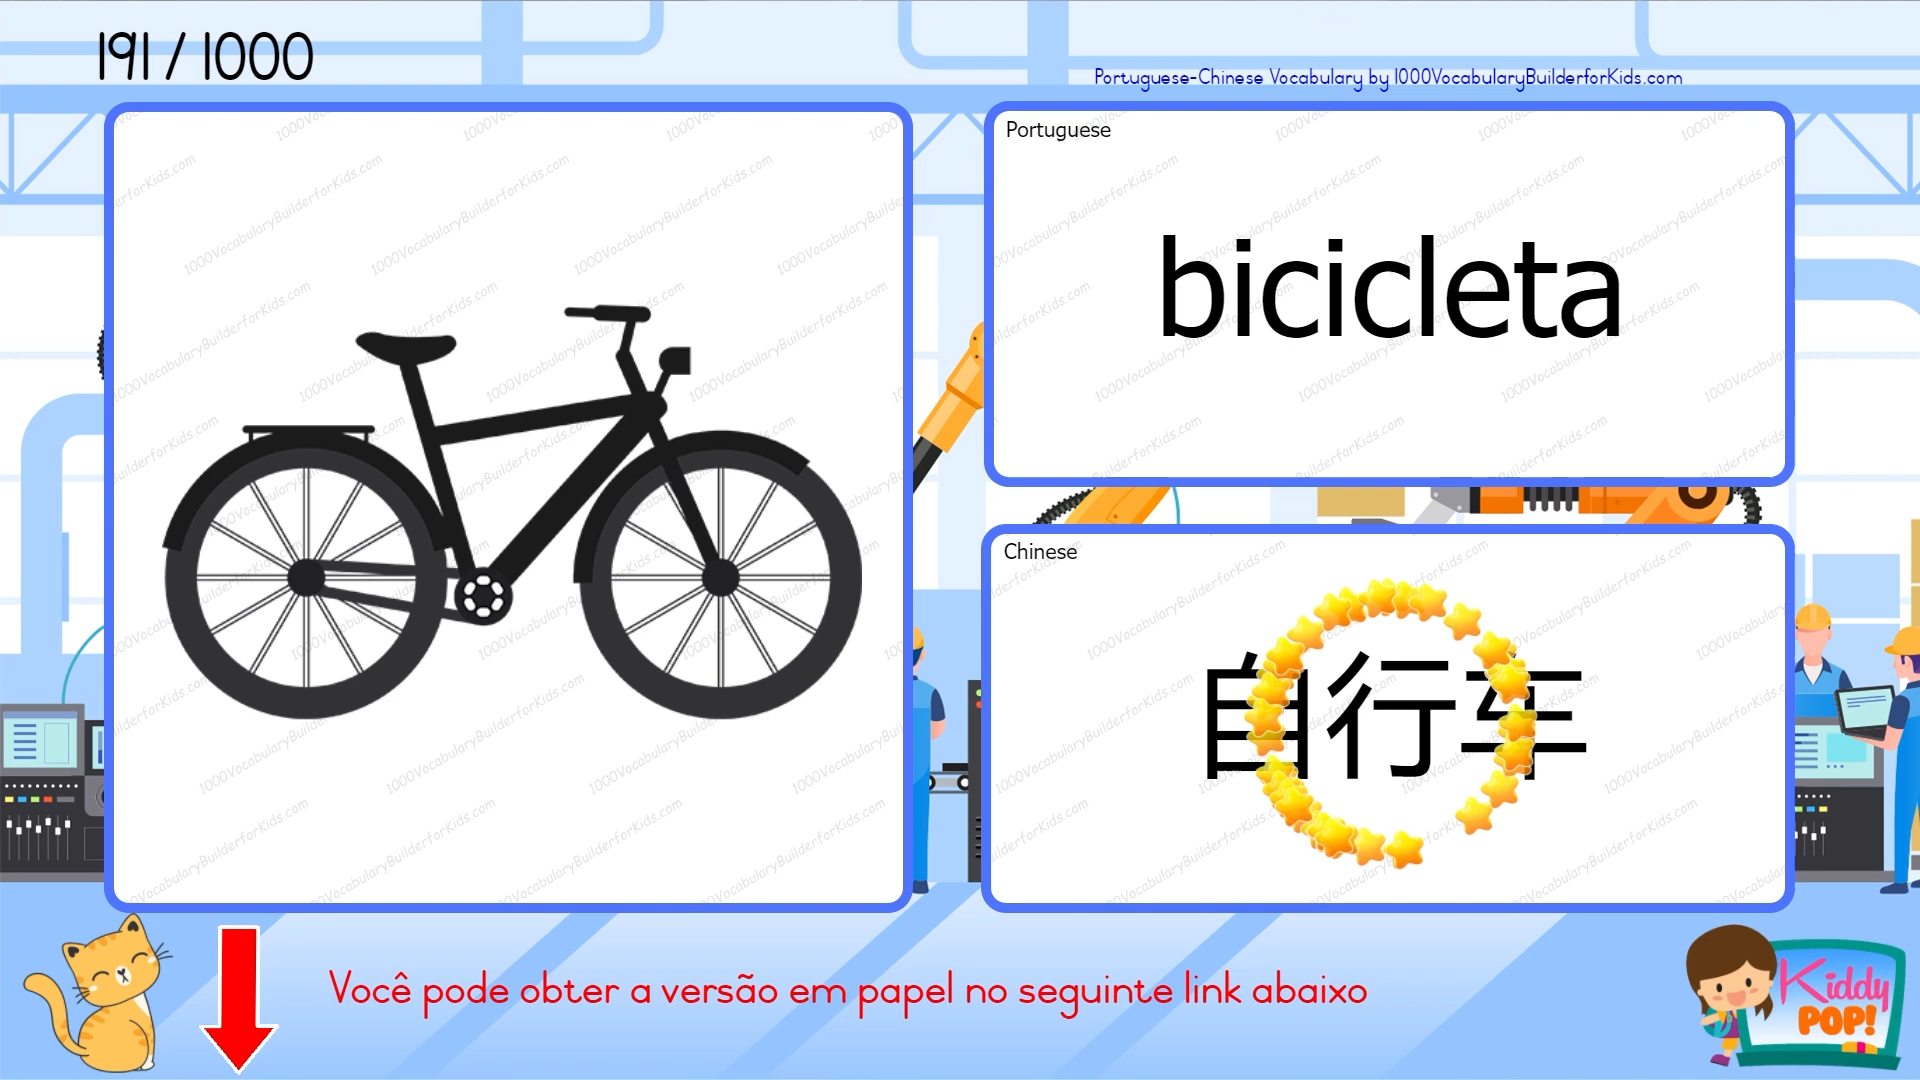 191 / 1000
Portuguese-Chinese Vocabulary by 1000VocabularyBuilderforKids.com
Portuguese
bicicleta
Chinese
自行车
Você pode obter a versão em papel no seguinte link abaixo
Kiddy
POP!